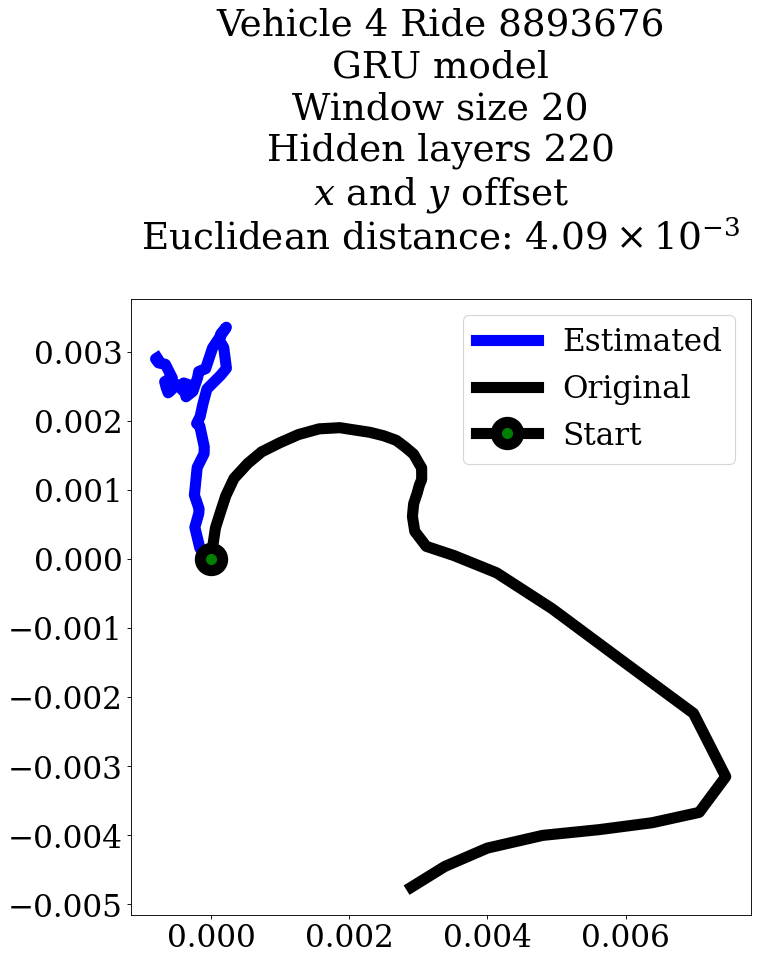 Vehicle 4 Ride 8893676
GRU model
Window size 20
Hidden layers 220
x and y offset
Euclidean distance: 4.09 × 10⁻³
Estimated
Original
Start
0.003
0.002
0.001
0.000
−0.001
−0.002
−0.003
−0.004
−0.005
0.000 0.002 0.004 0.006